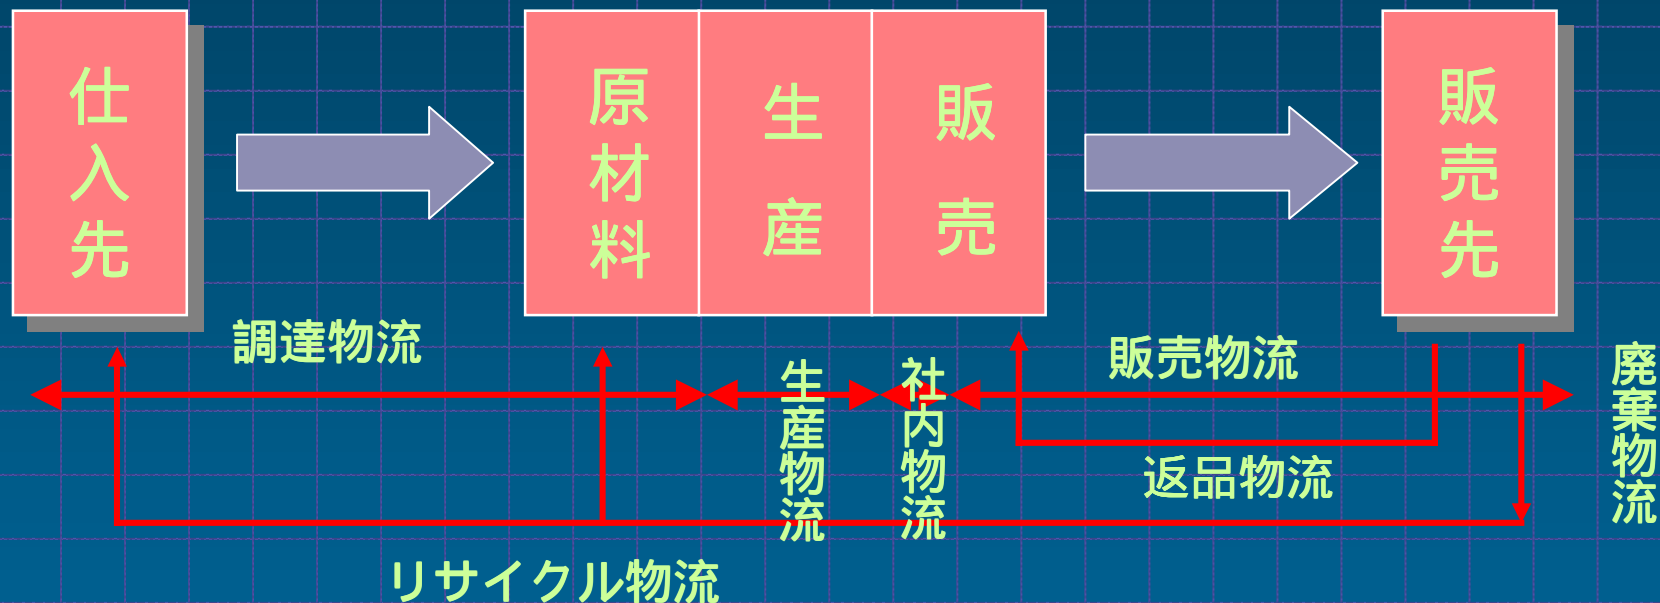 仕入先
原材料
生産
販売
販売先
調達物流
生産物流
社内物流
販売物流
廃棄物流
返品物流
リサイクル物流